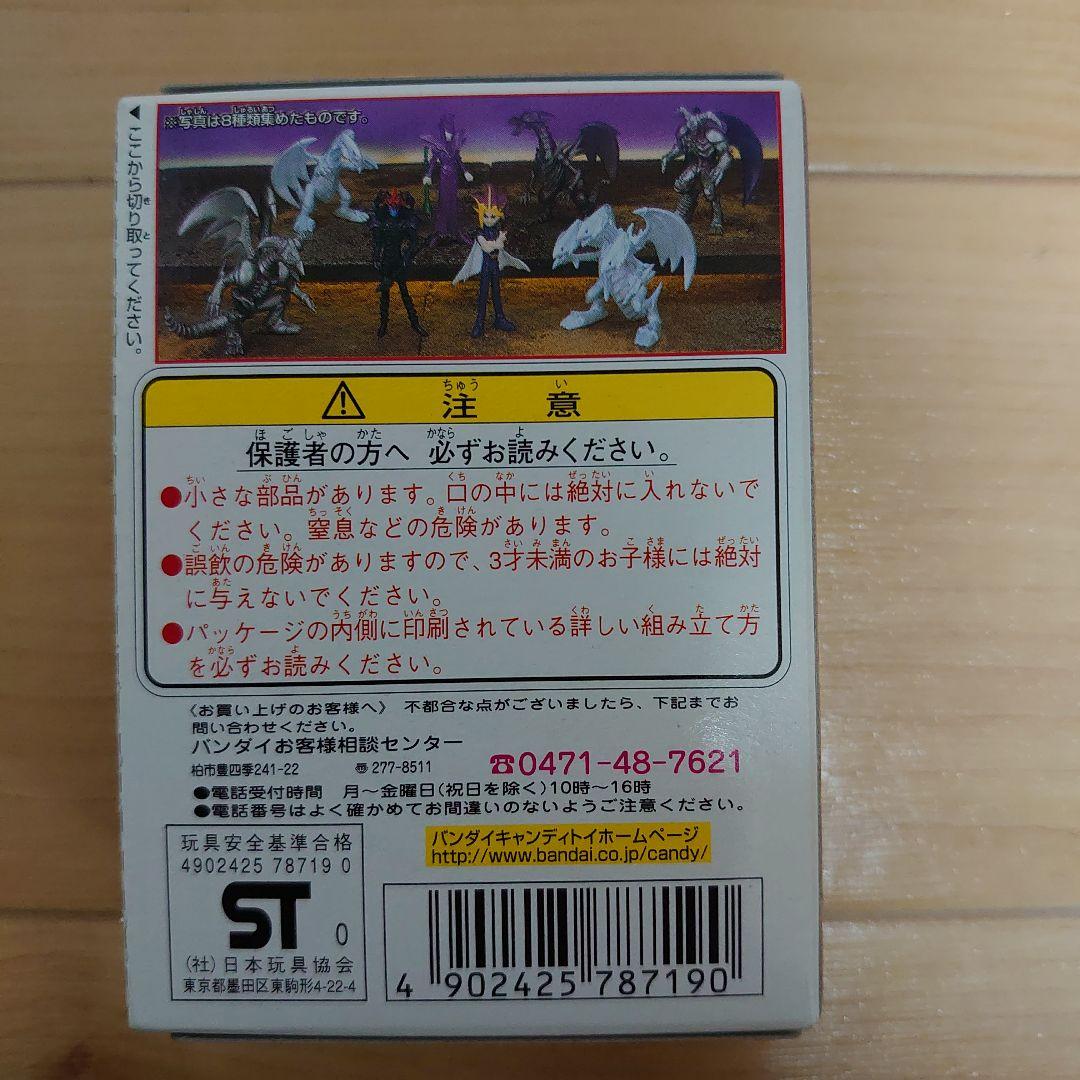 ◀ここから切り取ってください。
※写真は8種類集めたものです。
⚠ 注意
保護者の方へ 必ずお読みください。
●小さな部品があります。口の中には絶対に入れないで
ください。窒息などの危険があります。
●誤飲の危険がありますので、3才未満のお子様には絶対
に与えないでください。
●パッケージの内側に印刷されている詳しい組み立て方
を必ずお読みください。
〈お買い上げのお客様へ〉 不都合な点がございましたら、下記までお
問い合わせください。
バンダイお客様相談センター
柏市豊四季241-22 〠277-8511 ☎0471-48-7621
●電話受付時間 月〜金曜日(祝日を除く)10時〜16時
●電話番号はよく確かめてお間違いのないようご注意ください。
バンダイキャンディトイホームページ
http://www.bandai.co.jp/candy/
玩具安全基準合格
4902425 78719 0
ST 0
(社)日本玩具協会
東京都墨田区東駒形4-22-4
4 902425 787190